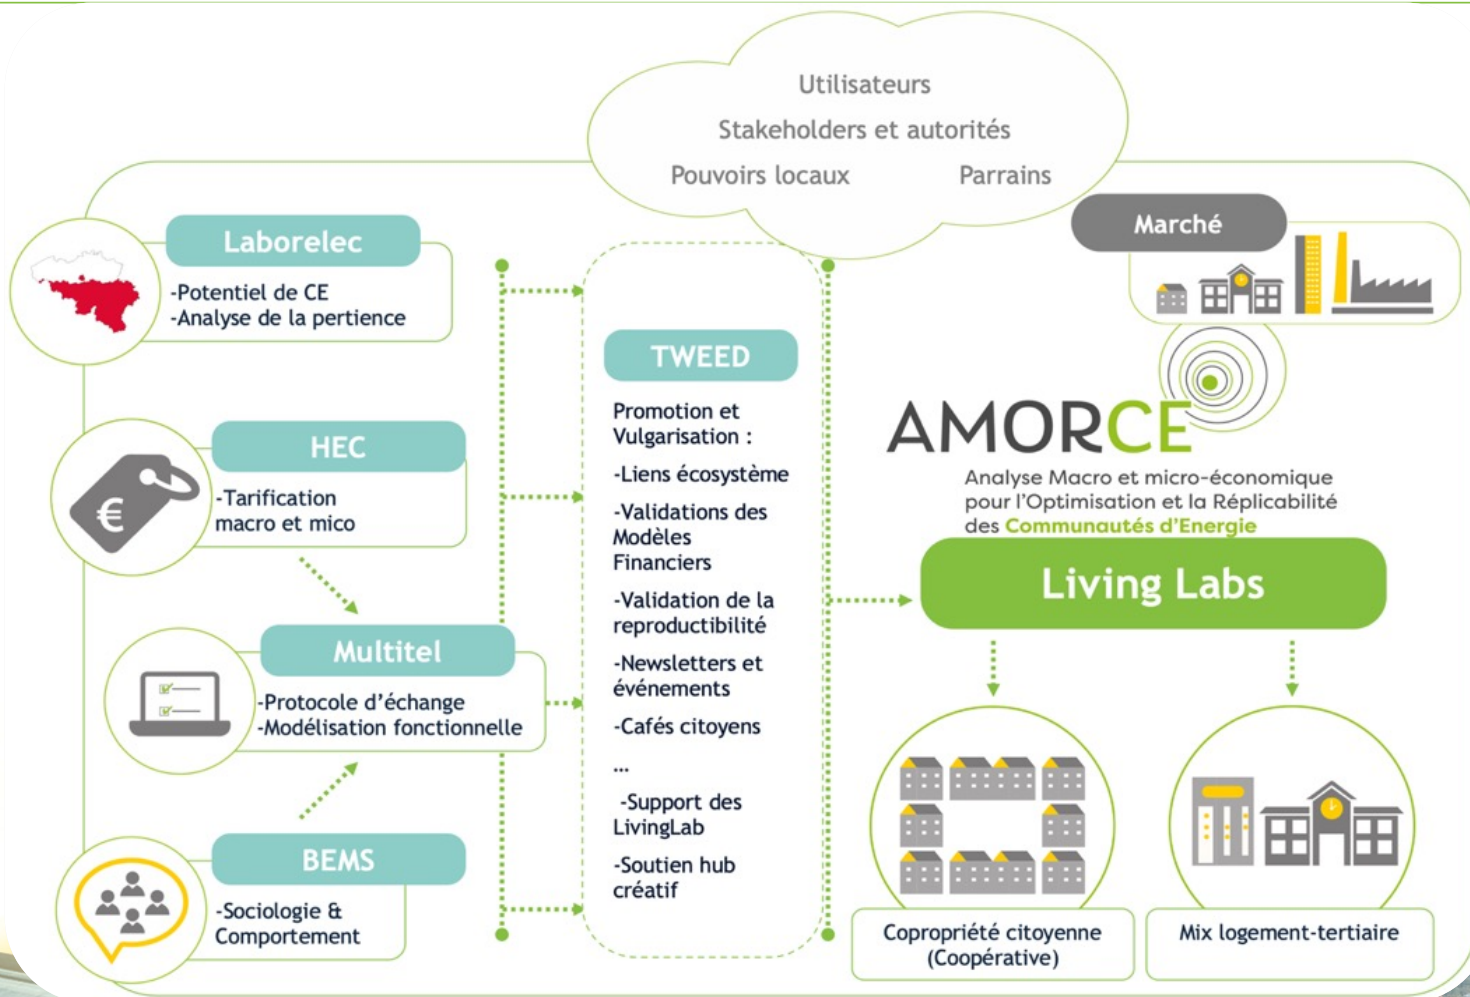 Utilisateurs
Stakeholders et autorités
Pouvoirs locaux Parrains
Laborelec
-Potentiel de CE
-Analyse de la pertience
HEC
€
-Tarification
macro et mico
Multitel
-Protocole d'échange
-Modélisation fonctionnelle
BEMS
-Sociologie &
Comportement
TWEED
Promotion et
Vulgarisation :
-Liens écosystème
-Validations des
Modèles
Financiers
-Validation de la
reproductibilité
-Newsletters et
événements
-Cafés citoyens
...
-Support des
LivingLab
-Soutien hub
créatif
Marché
AMORCE
Analyse Macro et micro-économique
pour l'Optimisation et la Réplicabilité
des Communautés d'Energie
Living Labs
Copropriété citoyenne
(Coopérative)
Mix logement-tertiaire